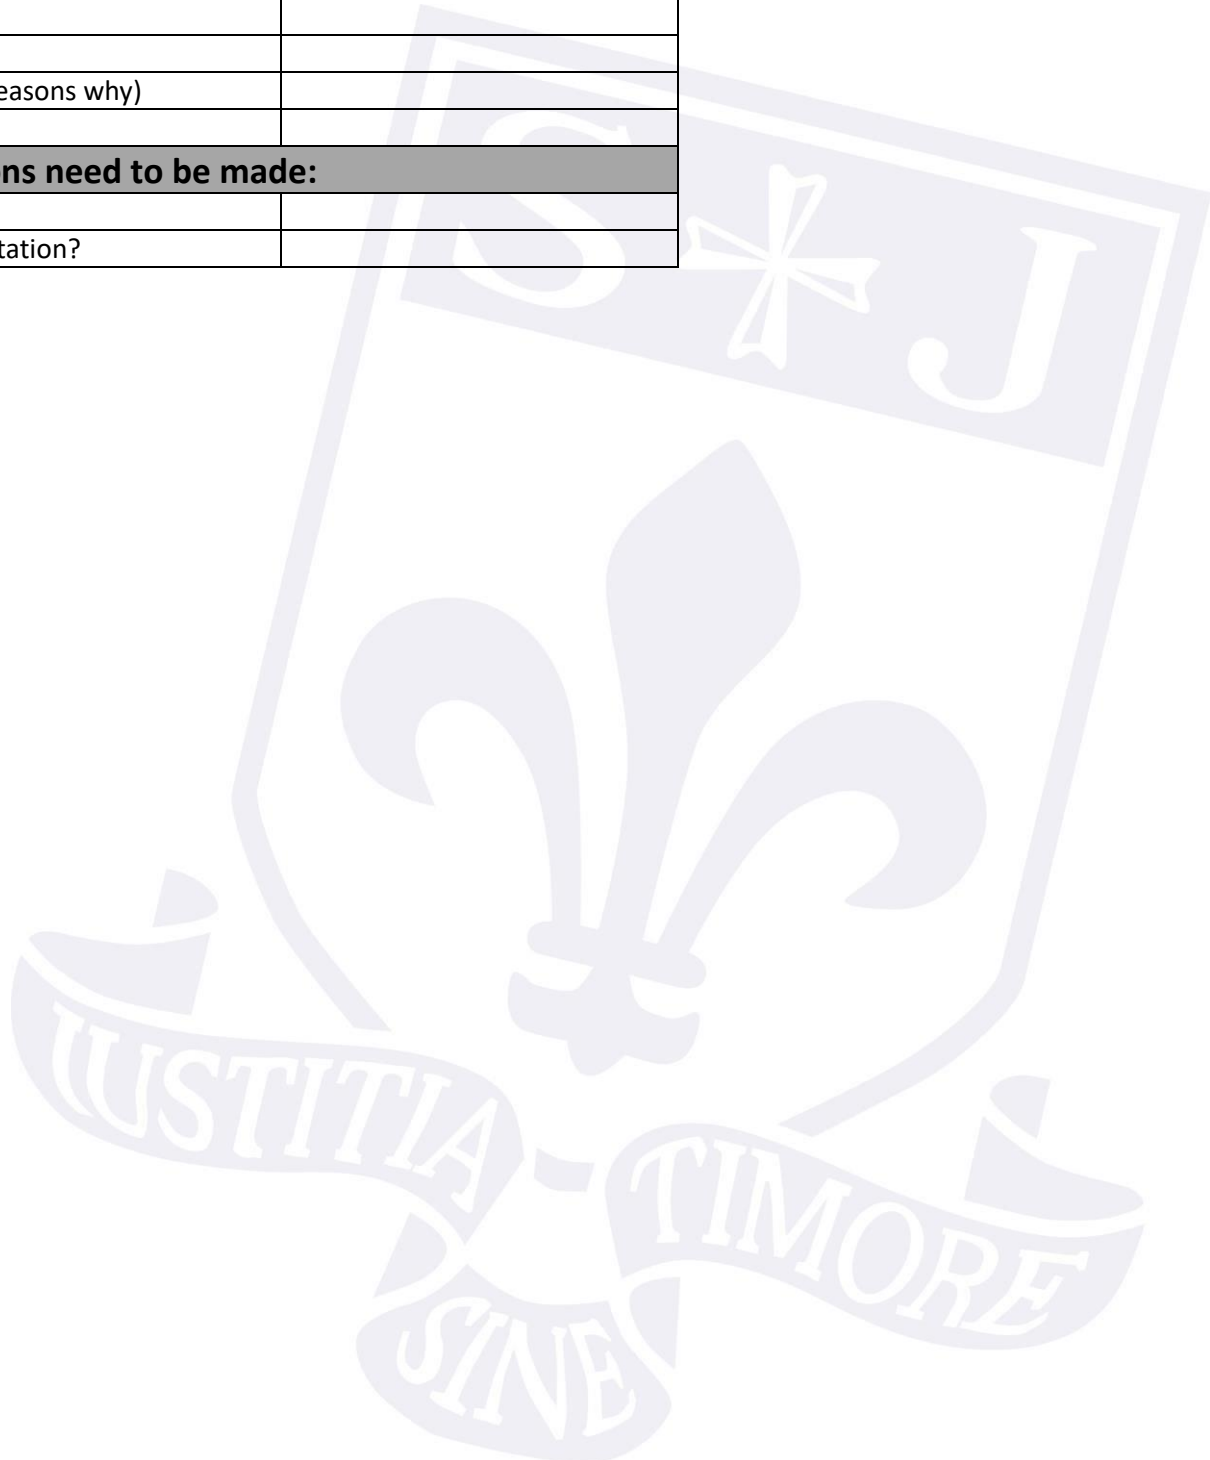 easons why)
ns need to be made:
tation?
S J
IUSTITIA
SINE
TIMORE